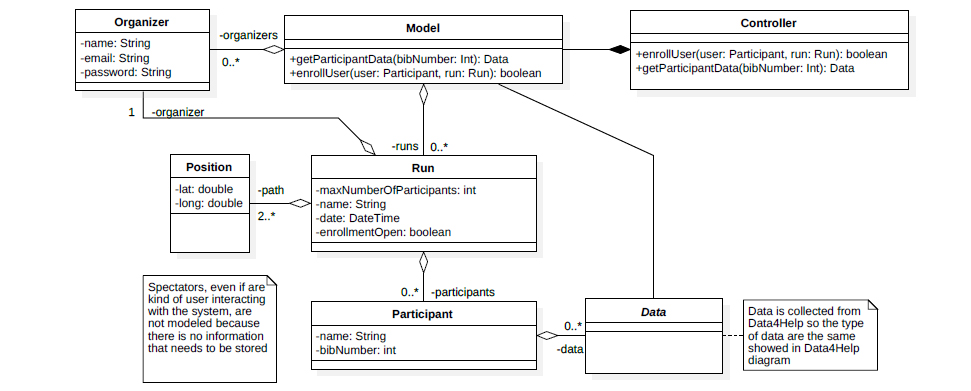 Organizer
-name: String
-email: String
-password: String
-organizers
0..*
Model
+getParticipantData(bibNumber: Int): Data
+enrollUser(user: Participant, run: Run): boolean
Controller
+enrollUser(user: Participant, run: Run): boolean
+getParticipantData(bibNumber: Int): Data
1
-organizer
-runs
0..*
Position
-lat: double
-long: double
-path
2..*
Run
-maxNumberOfParticipants: int
-name: String
-date: DateTime
-enrollmentOpen: boolean
Spectators, even if are
kind of user interacting
with the system, are
not modeled because
there is no information
that needs to be stored
0..*
-participants
Participant
-name: String
-bibNumber: int
0..*
-data
Data
Data is collected from
Data4Help so the type
of data are the same
showed in Data4Help
diagram